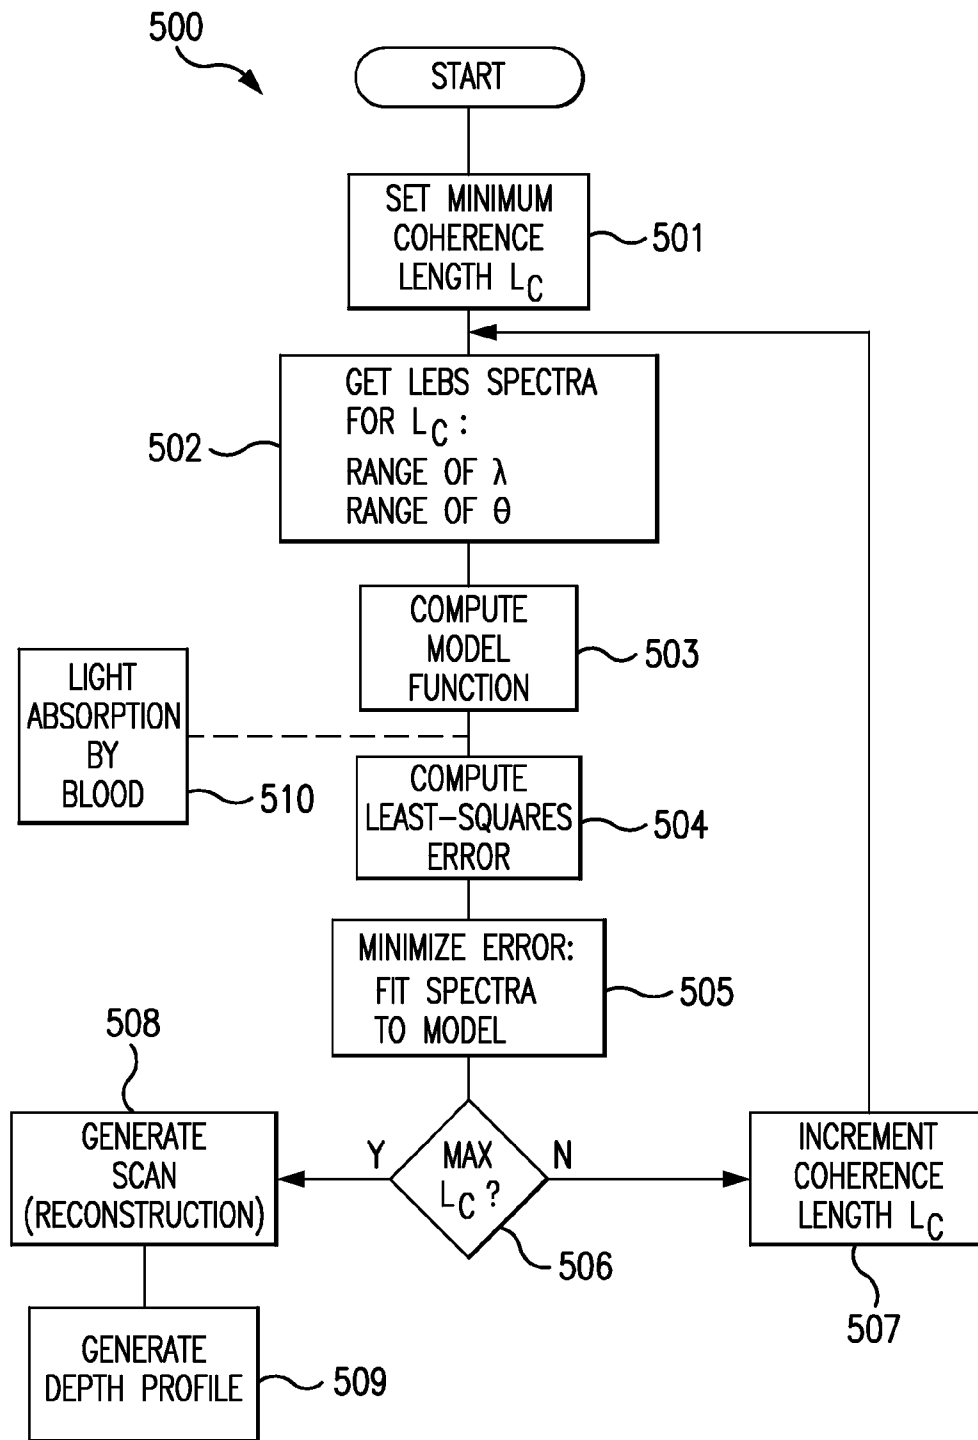 500
START
SET MINIMUM
COHERENCE
LENGTH LC
501
GET LEBS SPECTRA
FOR LC :
RANGE OF λ
RANGE OF θ
502
COMPUTE
MODEL
FUNCTION
503
LIGHT
ABSORPTION
BY
BLOOD
510
COMPUTE
LEAST-SQUARES
ERROR
504
MINIMIZE ERROR:
FIT SPECTRA
TO MODEL
505
508
GENERATE
SCAN
(RECONSTRUCTION)
Y
MAX
LC ?
N
506
INCREMENT
COHERENCE
LENGTH LC
507
GENERATE
DEPTH PROFILE
509